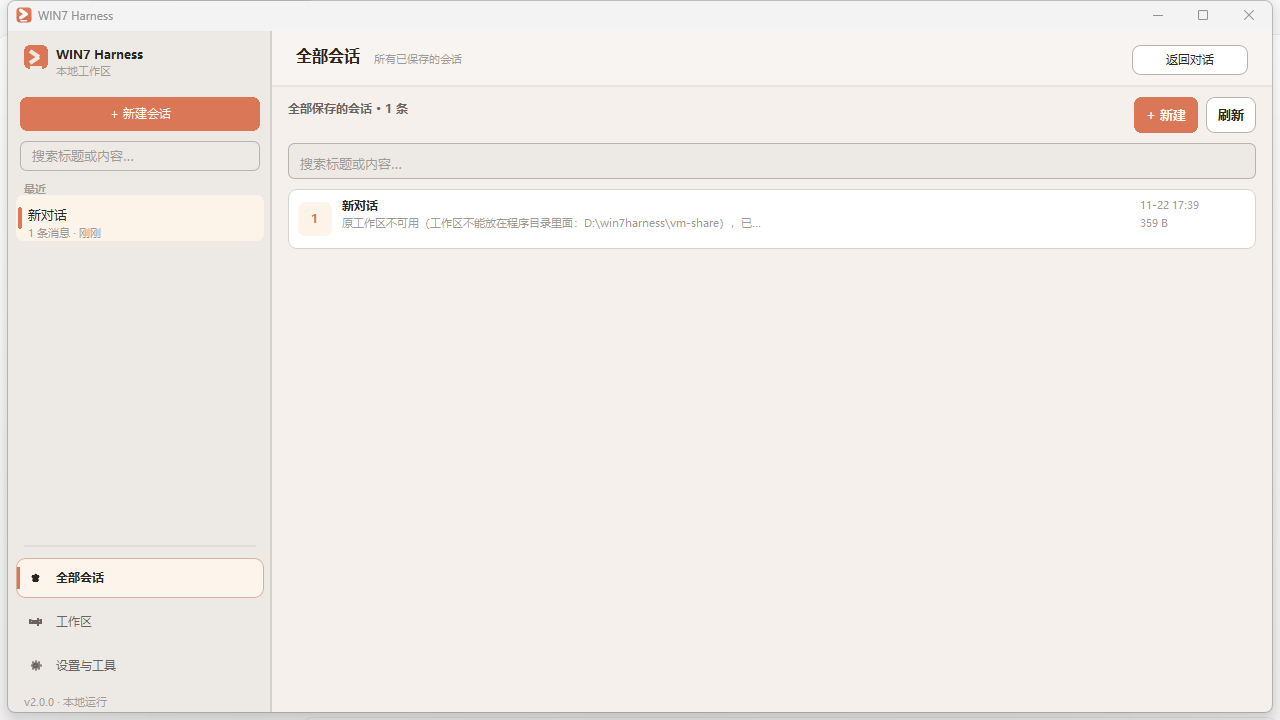 WIN7 Harness
WIN7 Harness
本地工作区
+ 新建会话
搜索标题或内容...
最近
新对话
1 条消息 · 刚刚
全部会话
工作区
设置与工具
v2.0.0 · 本地运行
全部会话 所有已保存的会话
返回对话
全部保存的会话 • 1 条
+ 新建
刷新
搜索标题或内容...
1
新对话
原工作区不可用（工作区不能放在程序目录里面：D:\win7harness\vm-share），已...
11-22 17:39
359 B